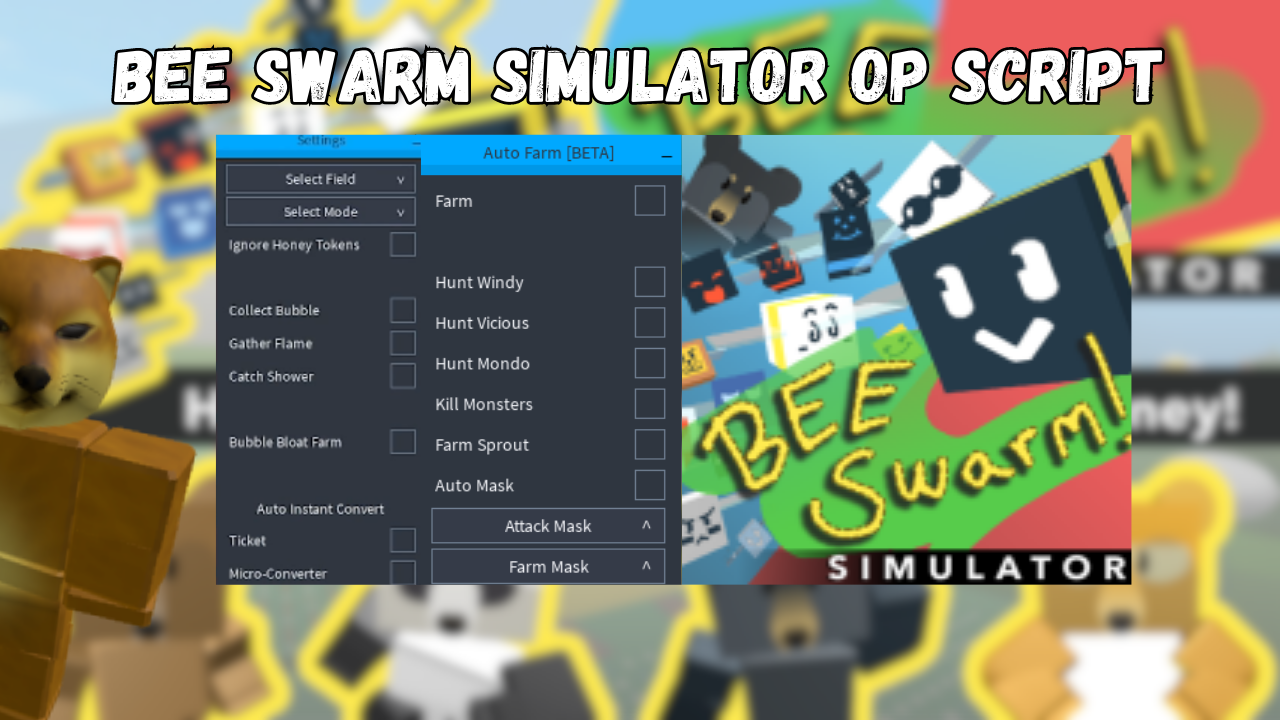 BEE SWARM SIMULATOR OP SCRIPT
Settings
Select Field v
Select Mode v
Ignore Honey Tokens
Collect Bubble
Gather Flame
Catch Shower
Bubble Bloat Farm
Auto Instant Convert
Ticket
Micro-Converter
Auto Farm [BETA] _
Farm
Hunt Windy
Hunt Vicious
Hunt Mondo
Kill Monsters
Farm Sprout
Auto Mask
Attack Mask ^
Farm Mask ^
BEE
Swarm!
SIMULATOR